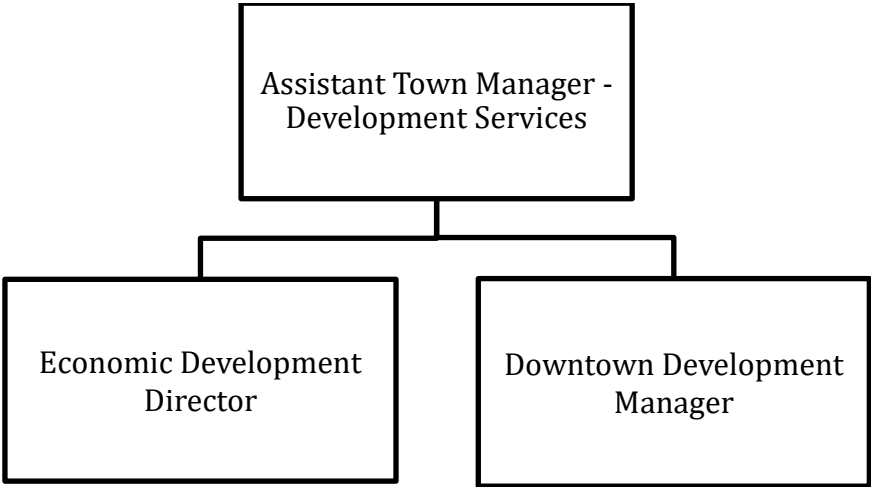 Assistant Town Manager -
Development Services
Economic Development
Director
Downtown Development
Manager